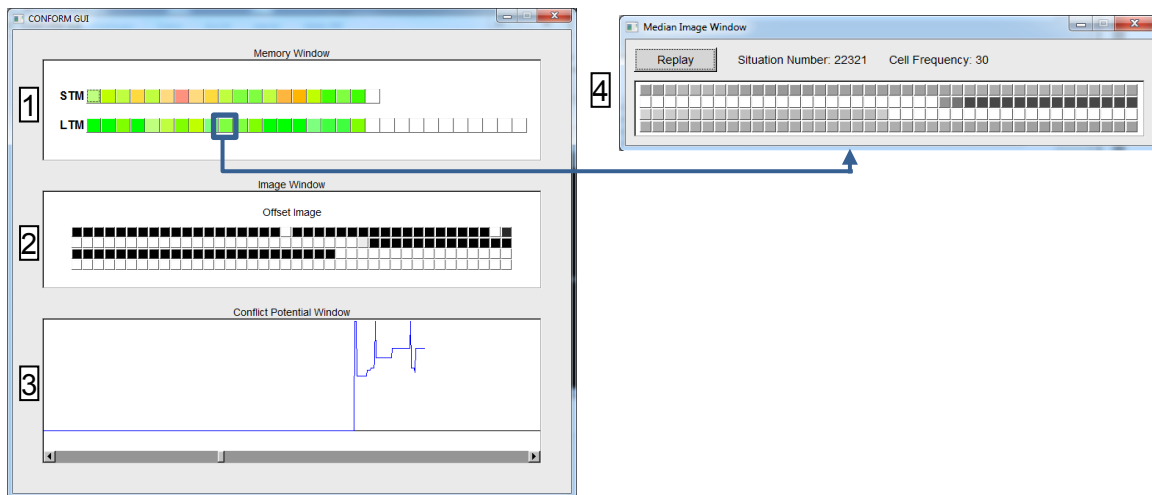 CONFORM GUI
Memory Window
1
STM
LTM
Image Window
2
Offset Image
Conflict Potential Window
3
Median Image Window
4
Replay Situation Number: 22321 Cell Frequency: 30